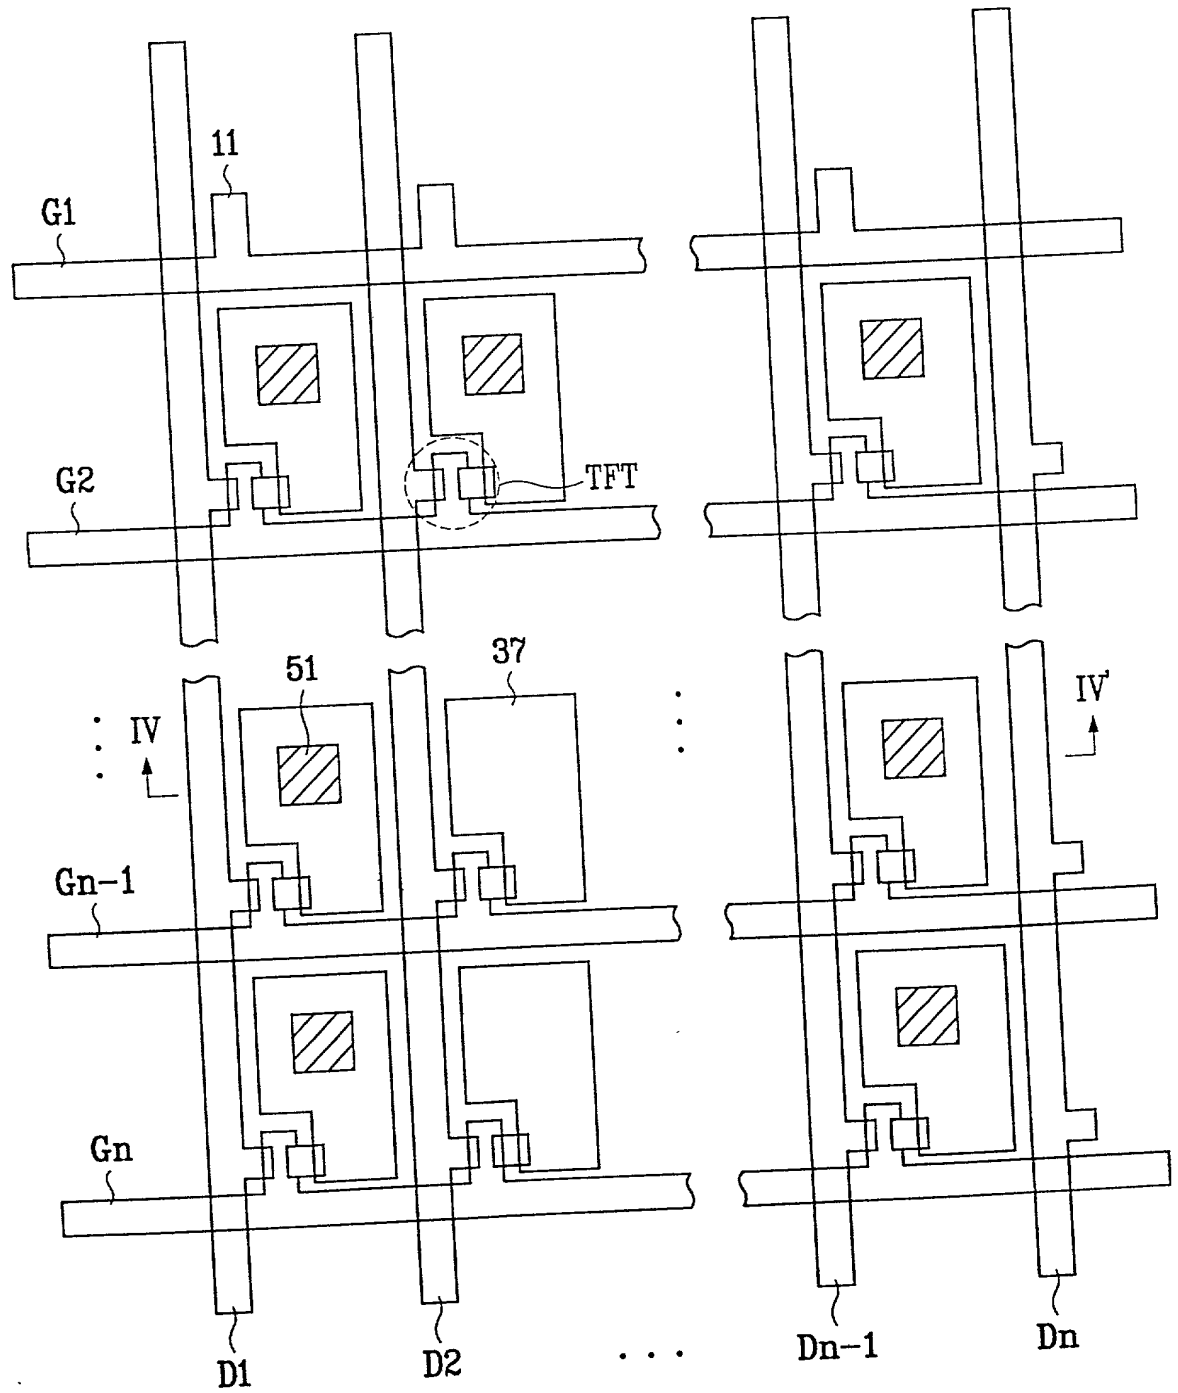 11
G1
G2
TFT
51
37
IV
IV'
Gn-1
Gn
D1
D2
. . .
Dn-1
Dn